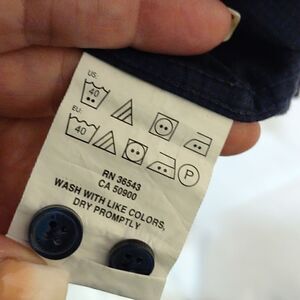 US:
40
EU:
40
P
RN 36543
CA 50900
WASH WITH LIKE COLORS,
DRY PROMPTLY